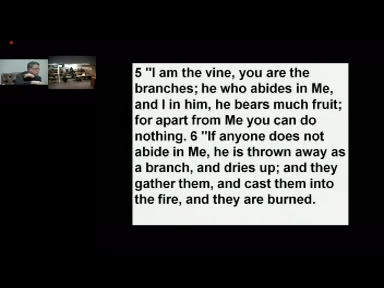 5 "I am the vine, you are the
branches; he who abides in Me,
and I in him, he bears much fruit;
for apart from Me you can do
nothing. 6 "If anyone does not
abide in Me, he is thrown away as
a branch, and dries up; and they
gather them, and cast them into
the fire, and they are burned.